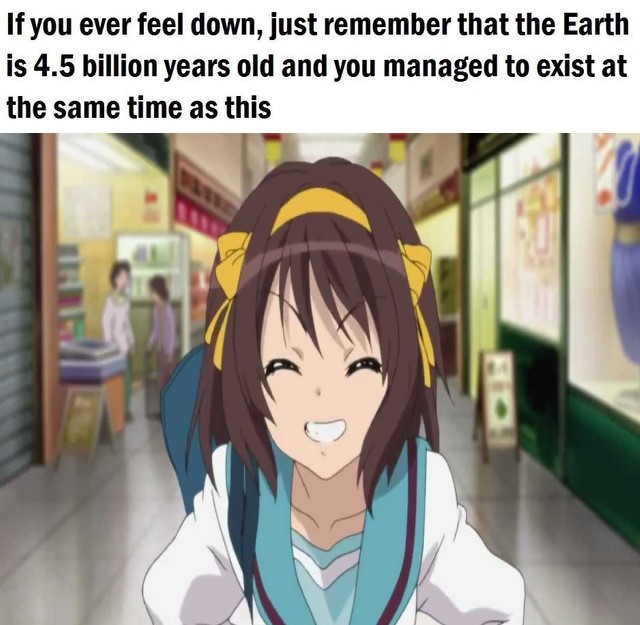 If you ever feel down, just remember that the Earth
is 4.5 billion years old and you managed to exist at
the same time as this